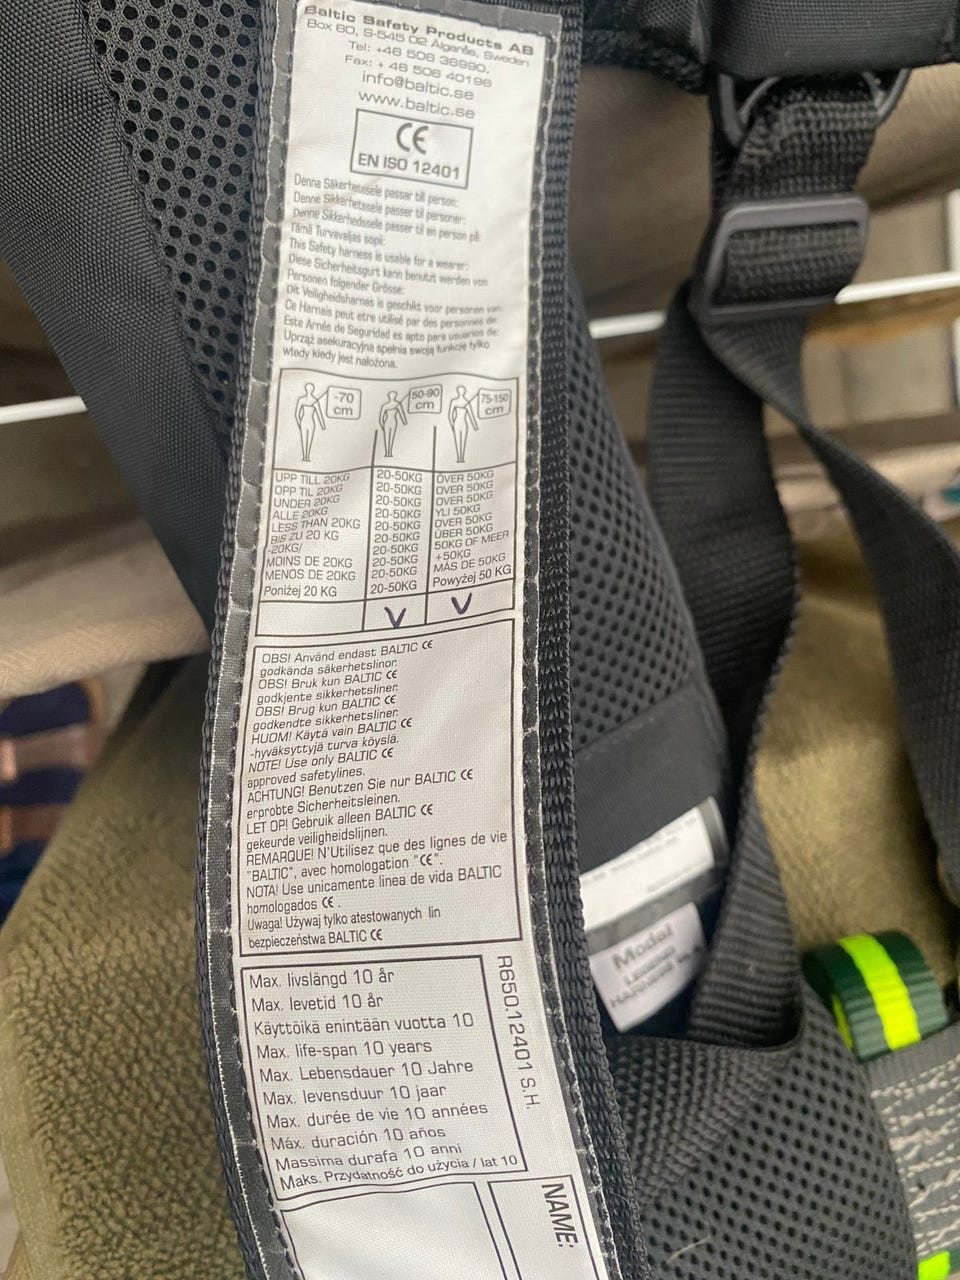 Baltic Safety Products AB
Box 60, S-545 02 Älgarås, Sweden
Tel: +46 506 36990,
Fax: + 46 506 40196
info@baltic.se
www.baltic.se
CE
EN ISO 12401
Denna Säkerhetssele passar till person:
Denne Sikkerhetssele passer til personer:
Denne Sikkerhedssele passer til en person på:
Tämä Turvavaljas sopii:
This Safety harness is usable for a wearer:
Diese Sicherheitsgurt kann benutzt werden von
Personen folgender Grösse:
Dit Veiligheidsharnas is geschikt voor personen van:
Ce Harnais peut etre utilisé par des personnes de:
Este Arnés de Seguridad es apto para usuarios de:
Uprząż asekuracyjna spełnia swoją funkcję tylko
wtedy kiedy jest nałożona.
-70 cm 50-90 cm 75-150 cm
UPP TILL 20KG 20-50KG OVER 50KG
OPP TIL 20KG 20-50KG OVER 50KG
UNDER 20KG 20-50KG OVER 50KG
ALLE 20KG 20-50KG YLI 50KG
LESS THAN 20KG 20-50KG OVER 50KG
BIS ZU 20 KG 20-50KG ÜBER 50KG
-20KG/ 20-50KG 50KG OF MEER
MOINS DE 20KG 20-50KG +50KG
MENOS DE 20KG 20-50KG MÁS DE 50KG
Poniżej 20 KG 20-50KG Powyżej 50 KG
V V
OBS! Använd endast BALTIC CE
godkända säkerhetslinor.
OBS! Bruk kun BALTIC CE
godkjente sikkerhetsliner.
OBS! Brug kun BALTIC CE
godkendte sikkerhetsliner.
HUOM! Käytä vain BALTIC CE
-hyväksyttyjä turva köyslä.
NOTE! Use only BALTIC CE
approved safetylines.
ACHTUNG! Benutzen Sie nur BALTIC CE
erprobte Sicherheitsleinen.
LET OP! Gebruik alleen BALTIC CE
gekeurde veiligheidslijnen.
REMARQUE! N'Utilisez que des lignes de vie
"BALTIC", avec homologation "CE".
NOTA! Use unicamente linea de vida BALTIC
homologados CE .
Uwaga! Używaj tylko atestowanych lin
bezpieczeństwa BALTIC CE
Max. livslängd 10 år
Max. levetid 10 år
Käyttöikä enintään vuotta 10
Max. life-span 10 years
Max. Lebensdauer 10 Jahre
Max. levensduur 10 jaar
Max. durée de vie 10 années
Máx. duración 10 años
Massima durafa 10 anni
Maks. Przydatność do użycia / lat 10
R650.12401 S.H.
NAME:
Modal
LEGEND
HARNESS